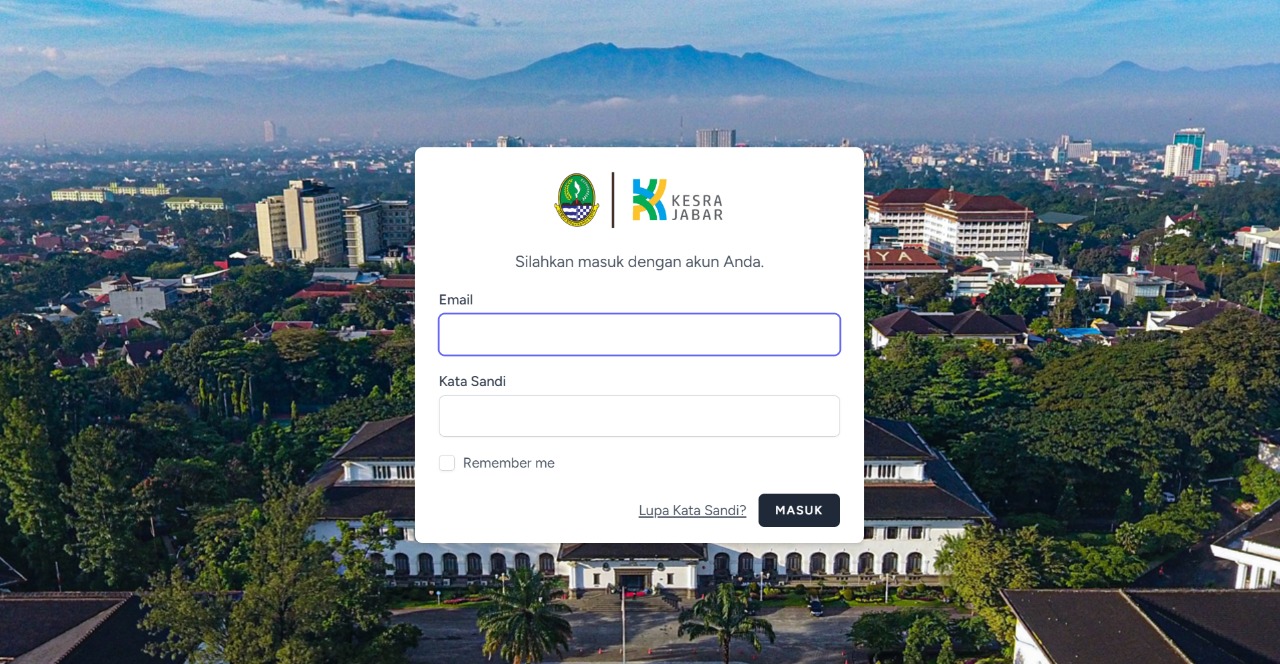 KESRA
JABAR
Silahkan masuk dengan akun Anda.
Email
Kata Sandi
Remember me
Lupa Kata Sandi?
MASUK